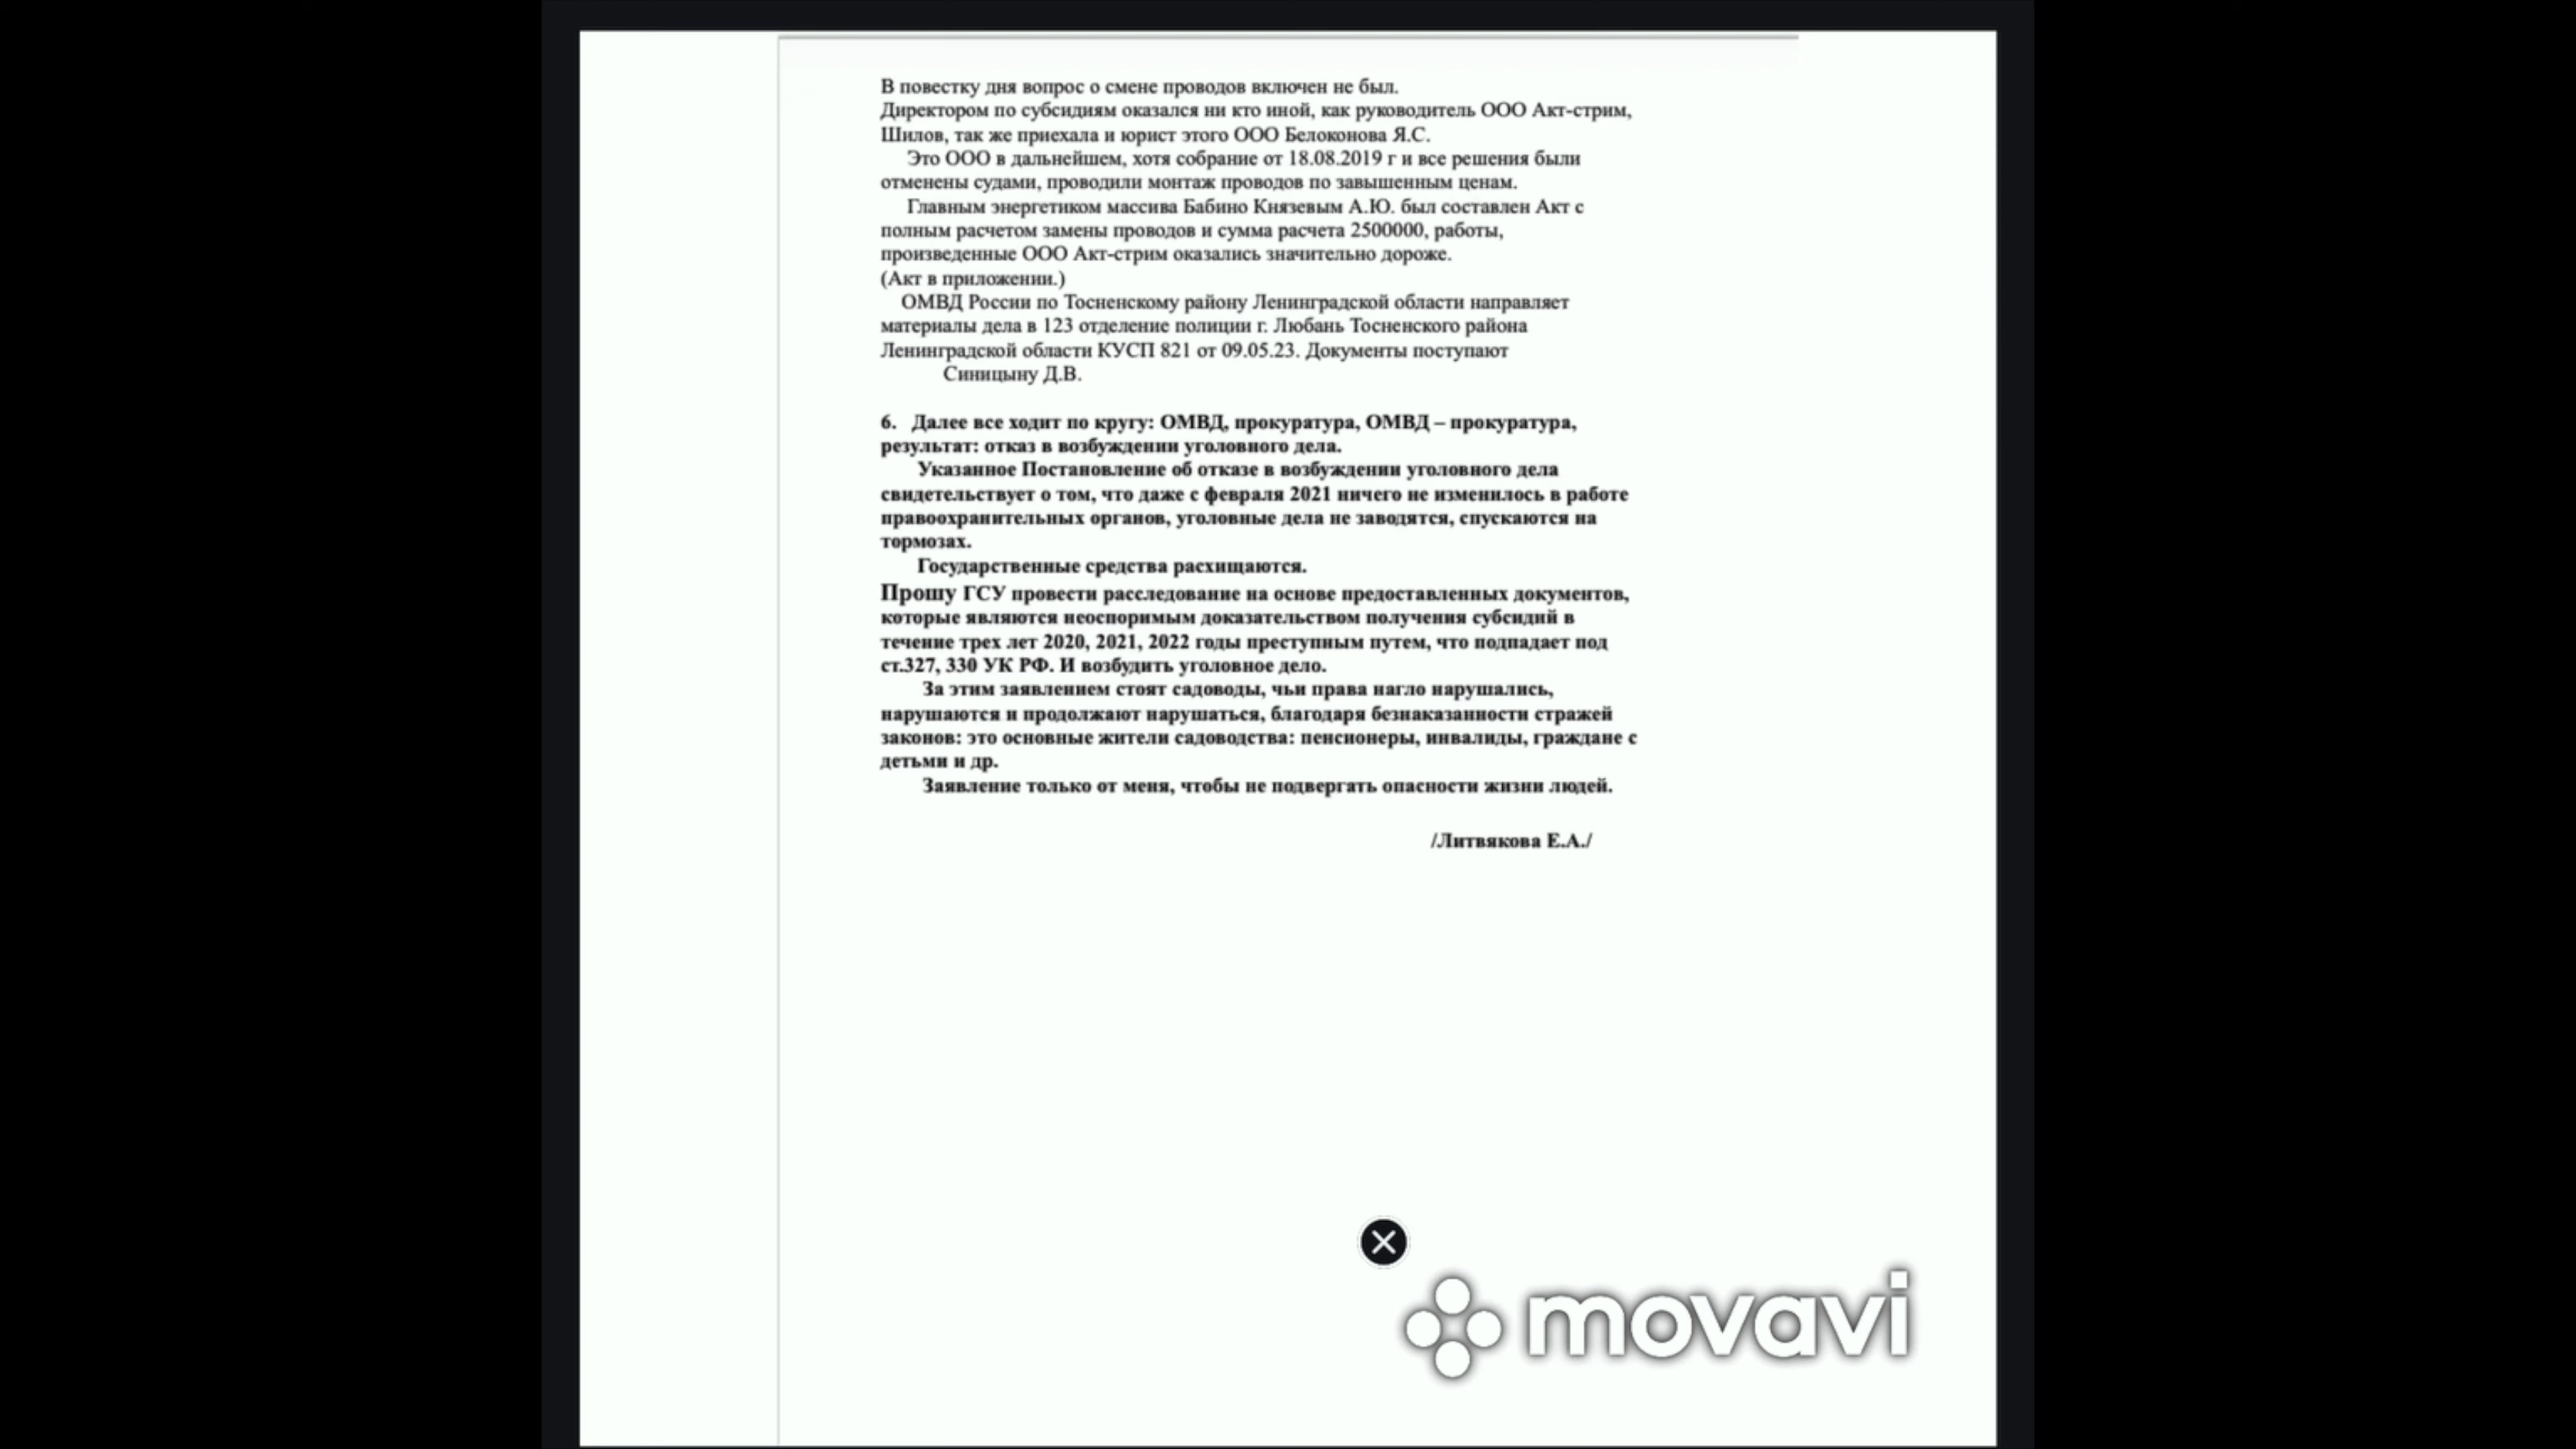 В повестку дня вопрос о смене проводов включен не был.
Директором по субсидиям оказался ни кто иной, как руководитель ООО Акт-стрим,
Шилов, так же приехала и юрист этого ООО Белоконова Я.С.
Это ООО в дальнейшем, хотя собрание от 18.08.2019 г и все решения были
отменены судами, проводили монтаж проводов по завышенным ценам.
Главным энергетиком массива Бабино Князевым А.Ю. был составлен Акт с
полным расчетом замены проводов и сумма расчета 2500000, работы,
произведенные ООО Акт-стрим оказались значительно дороже.
(Акт в приложении.)
ОМВД России по Тосненскому району Ленинградской области направляет
материалы дела в 123 отделение полиции г. Любань Тосненского района
Ленинградской области КУСП 821 от 09.05.23. Документы поступают
Синицыну Д.В.
6. Далее все ходит по кругу: ОМВД, прокуратура, ОМВД – прокуратура,
результат: отказ в возбуждении уголовного дела.
Указанное Постановление об отказе в возбуждении уголовного дела
свидетельствует о том, что даже с февраля 2021 ничего не изменилось в работе
правоохранительных органов, уголовные дела не заводятся, спускаются на
тормозах.
Государственные средства расхищаются.
Прошу ГСУ провести расследование на основе предоставленных документов,
которые являются неоспоримым доказательством получения субсидий в
течение трех лет 2020, 2021, 2022 годы преступным путем, что подпадает под
ст.327, 330 УК РФ. И возбудить уголовное дело.
За этим заявлением стоят садоводы, чьи права нагло нарушались,
нарушаются и продолжают нарушаться, благодаря безнаказанности стражей
законов: это основные жители садоводства: пенсионеры, инвалиды, граждане с
детьми и др.
Заявление только от меня, чтобы не подвергать опасности жизни людей.
/Литвякова Е.А./
movavi